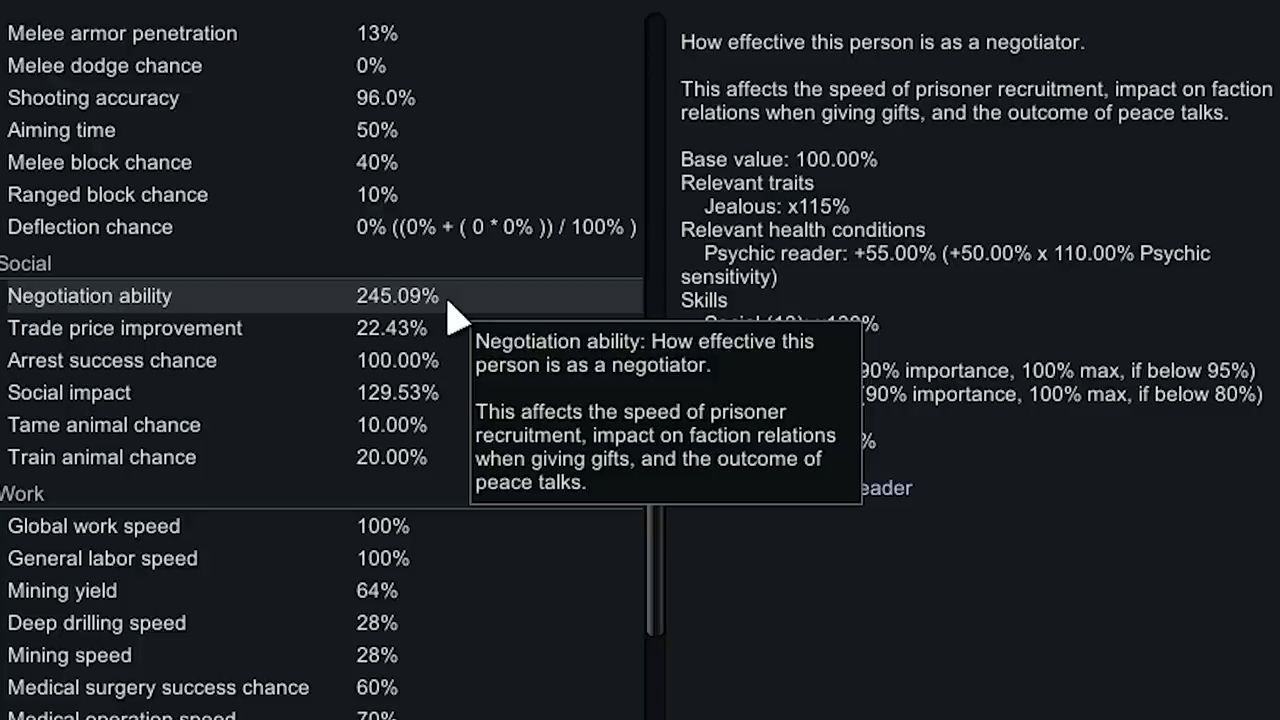 Melee armor penetration 13%
Melee dodge chance 0%
Shooting accuracy 96.0%
Aiming time 50%
Melee block chance 40%
Ranged block chance 10%
Deflection chance 0% ((0% + ( 0 * 0% )) / 100% )
Social
Negotiation ability 245.09%
Trade price improvement 22.43%
Arrest success chance 100.00%
Social impact 129.53%
Tame animal chance 10.00%
Train animal chance 20.00%
Work
Global work speed 100%
General labor speed 100%
Mining yield 64%
Deep drilling speed 28%
Mining speed 28%
Medical surgery success chance 60%
Medical operation speed 70%
How effective this person is as a negotiator.
This affects the speed of prisoner recruitment, impact on faction
relations when giving gifts, and the outcome of peace talks.
Base value: 100.00%
Relevant traits
Jealous: x115%
Relevant health conditions
Psychic reader: +55.00% (+50.00% x 110.00% Psychic
sensitivity)
Skills
90% importance, 100% max, if below 95%)
(90% importance, 100% max, if below 80%)
%
eader
Negotiation ability: How effective this
person is as a negotiator.
This affects the speed of prisoner
recruitment, impact on faction relations
when giving gifts, and the outcome of
peace talks.